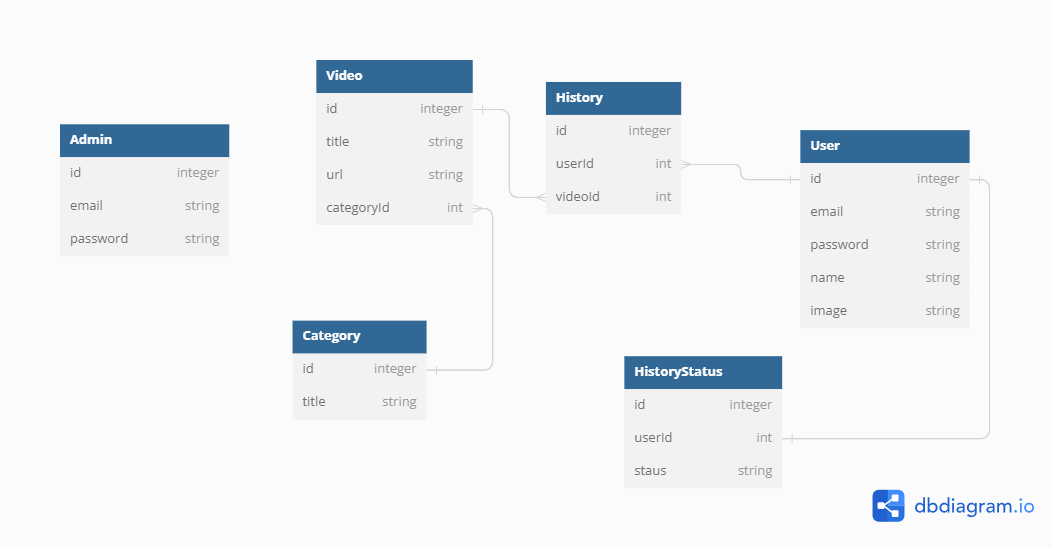 Admin
id integer
email string
password string
Video
id integer
title string
url string
categoryId int
History
id integer
userId int
videoId int
User
id integer
email string
password string
name string
image string
Category
id integer
title string
HistoryStatus
id integer
userId int
staus string
dbdiagram.io